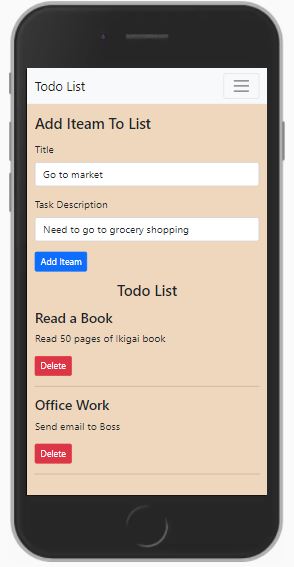 Todo List
Add Iteam To List
Title
Go to market
Task Description
Need to go to grocery shopping
Add Iteam
Todo List
Read a Book
Read 50 pages of Ikigai book
Delete
Office Work
Send email to Boss
Delete